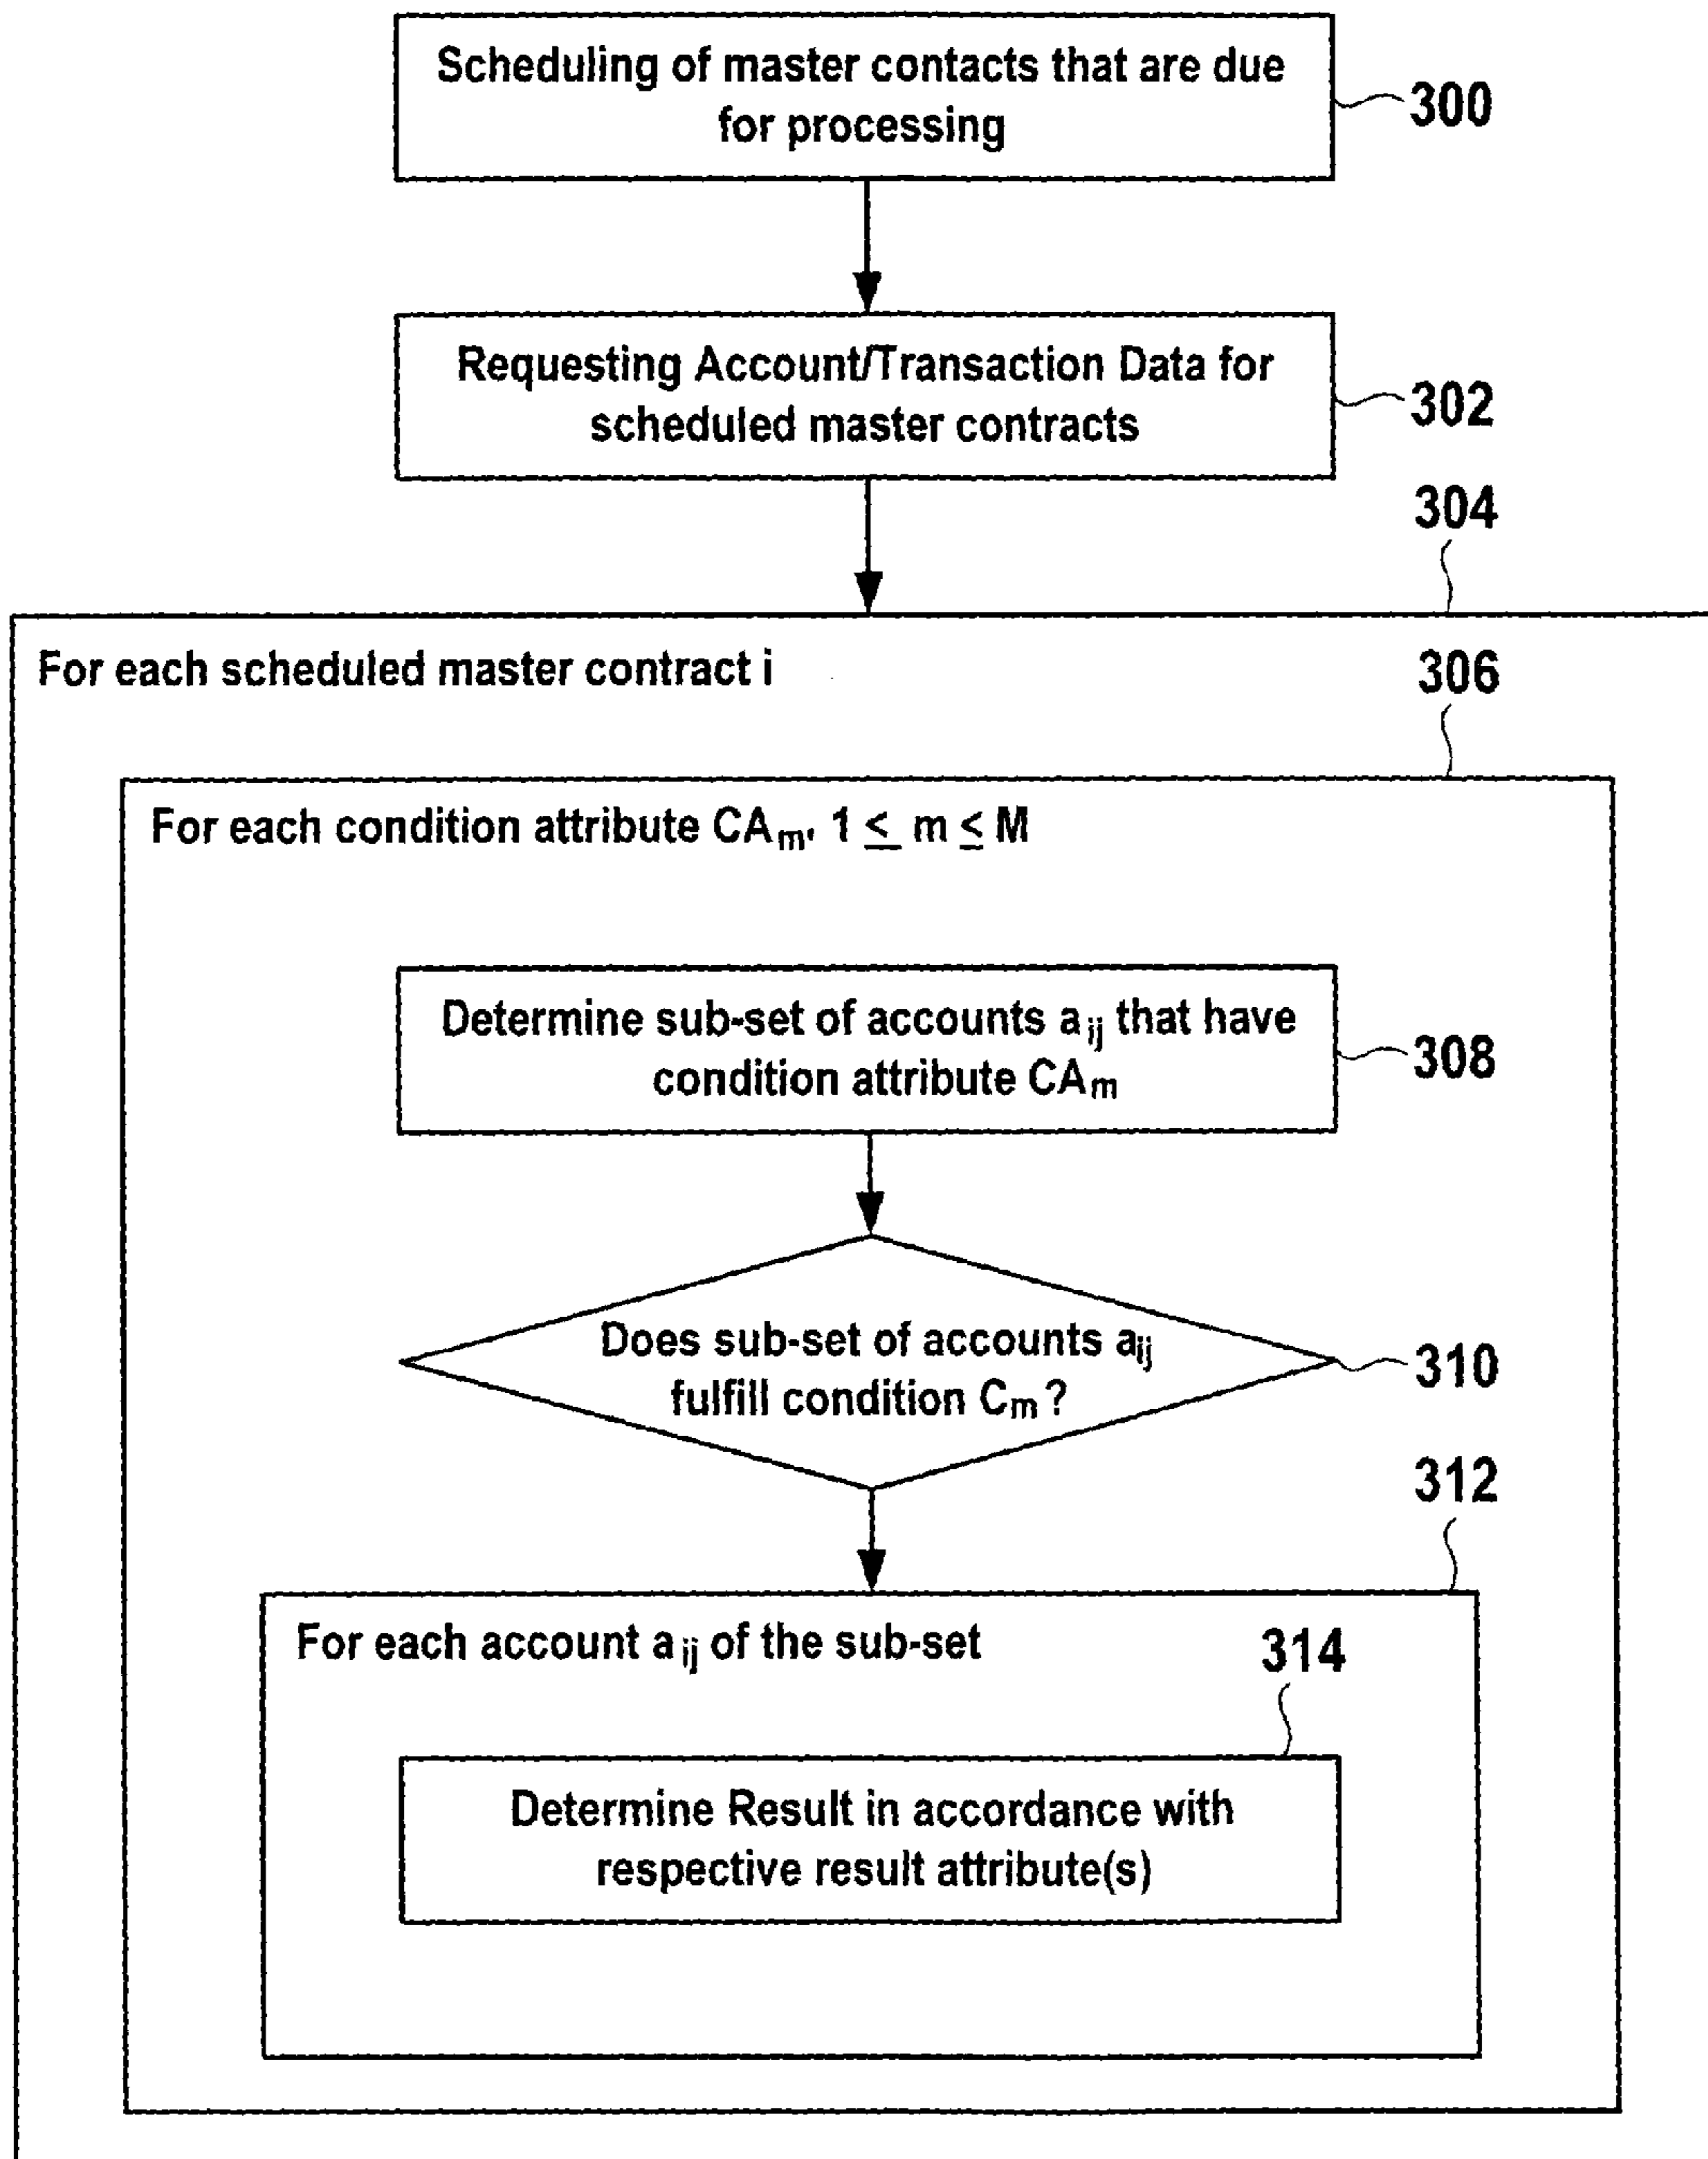 Scheduling of master contacts that are due
for processing
300
Requesting Account/Transaction Data for
scheduled master contracts
302
304
For each scheduled master contract i
306
For each condition attribute CAm, 1 ≤ m ≤ M
Determine sub-set of accounts aij that have
condition attribute CAm
308
Does sub-set of accounts aij
fulfill condition Cm?
310
312
For each account aij of the sub-set
314
Determine Result in accordance with
respective result attribute(s)